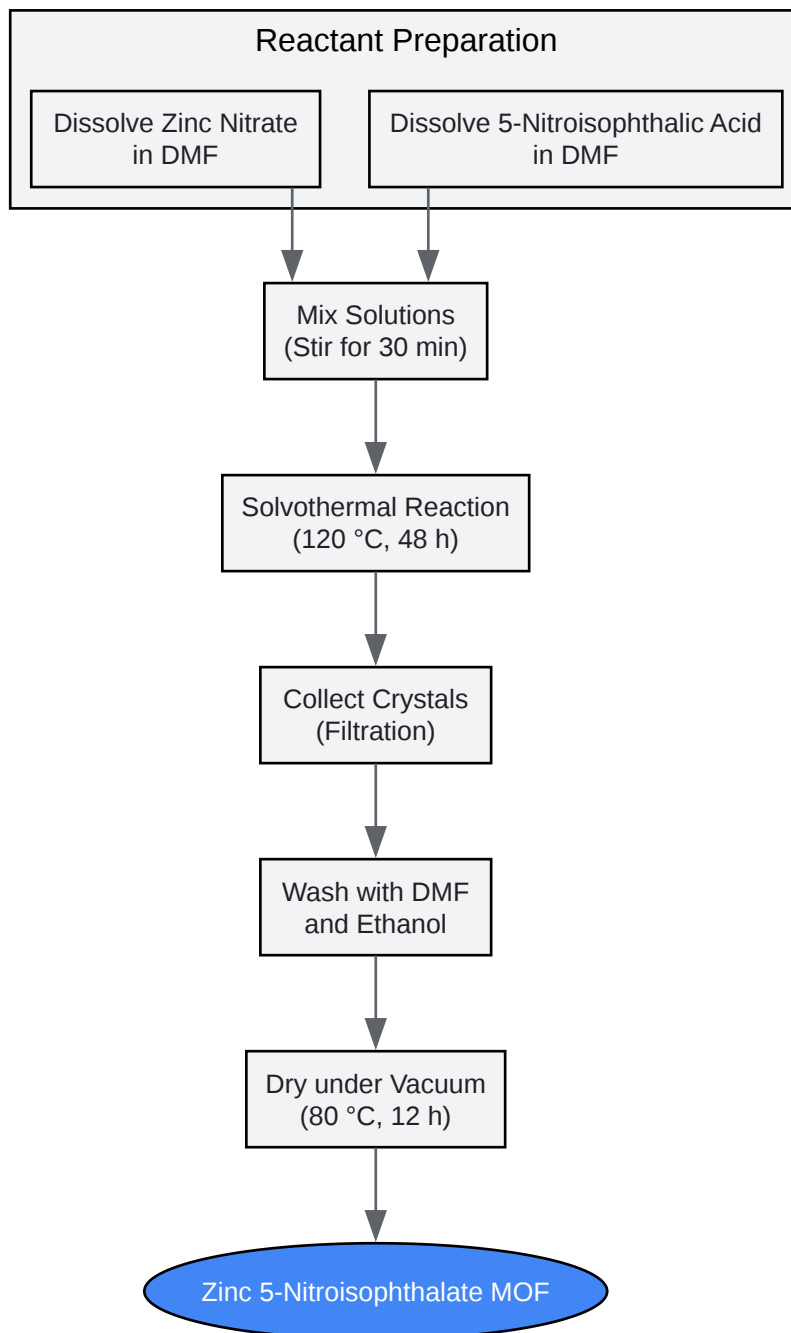 Reactant Preparation
Dissolve Zinc Nitrate
in DMF
Dissolve 5-Nitroisophthalic Acid
in DMF
Mix Solutions
(Stir for 30 min)
Solvothermal Reaction
(120 °C, 48 h)
Collect Crystals
(Filtration)
Wash with DMF
and Ethanol
Dry under Vacuum
(80 °C, 12 h)
Zinc 5-Nitroisophthalate MOF